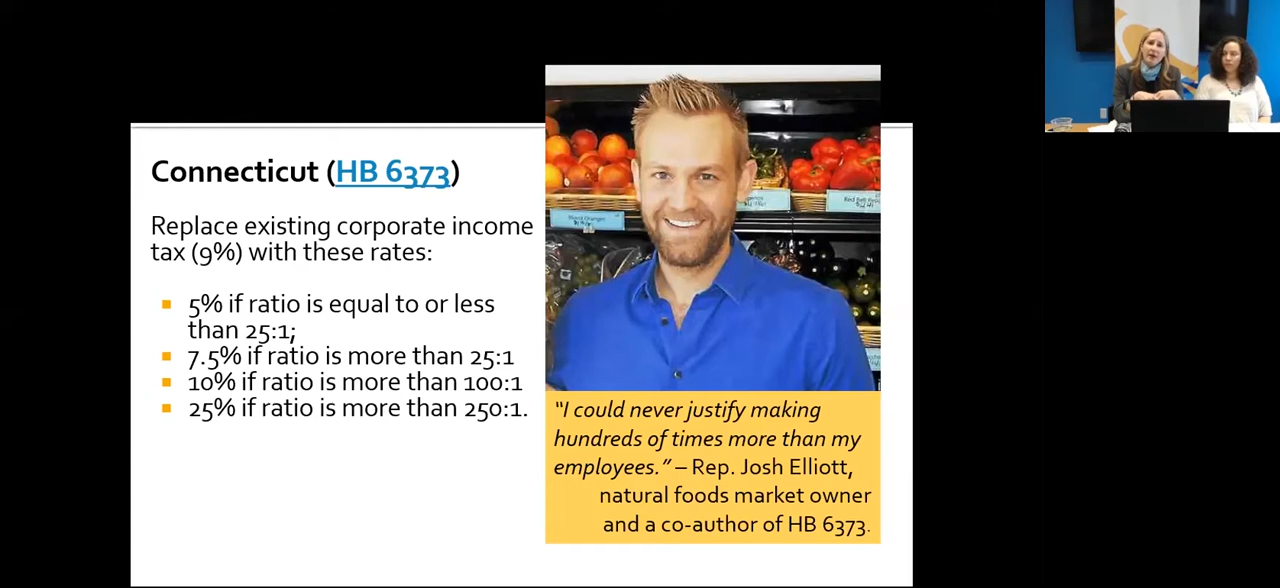 Connecticut (HB 6373)
Replace existing corporate income
tax (9%) with these rates:
▪ 5% if ratio is equal to or less
than 25:1;
▪ 7.5% if ratio is more than 25:1
▪ 10% if ratio is more than 100:1
▪ 25% if ratio is more than 250:1.
Blood Oranges
“I could never justify making
hundreds of times more than my
employees.” – Rep. Josh Elliott,
natural foods market owner
and a co-author of HB 6373.